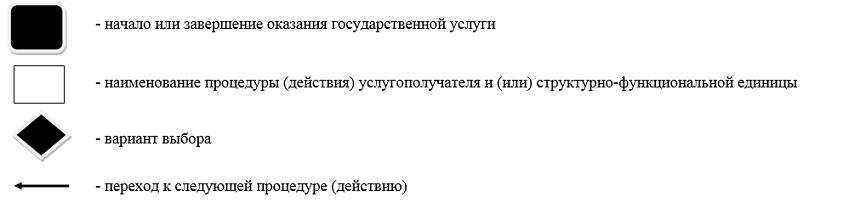 - начало или завершение оказания государственной услуги
- наименование процедуры (действия) услугополучателя и (или) структурно-функциональной единицы
- вариант выбора
- переход к следующей процедуре (действию)